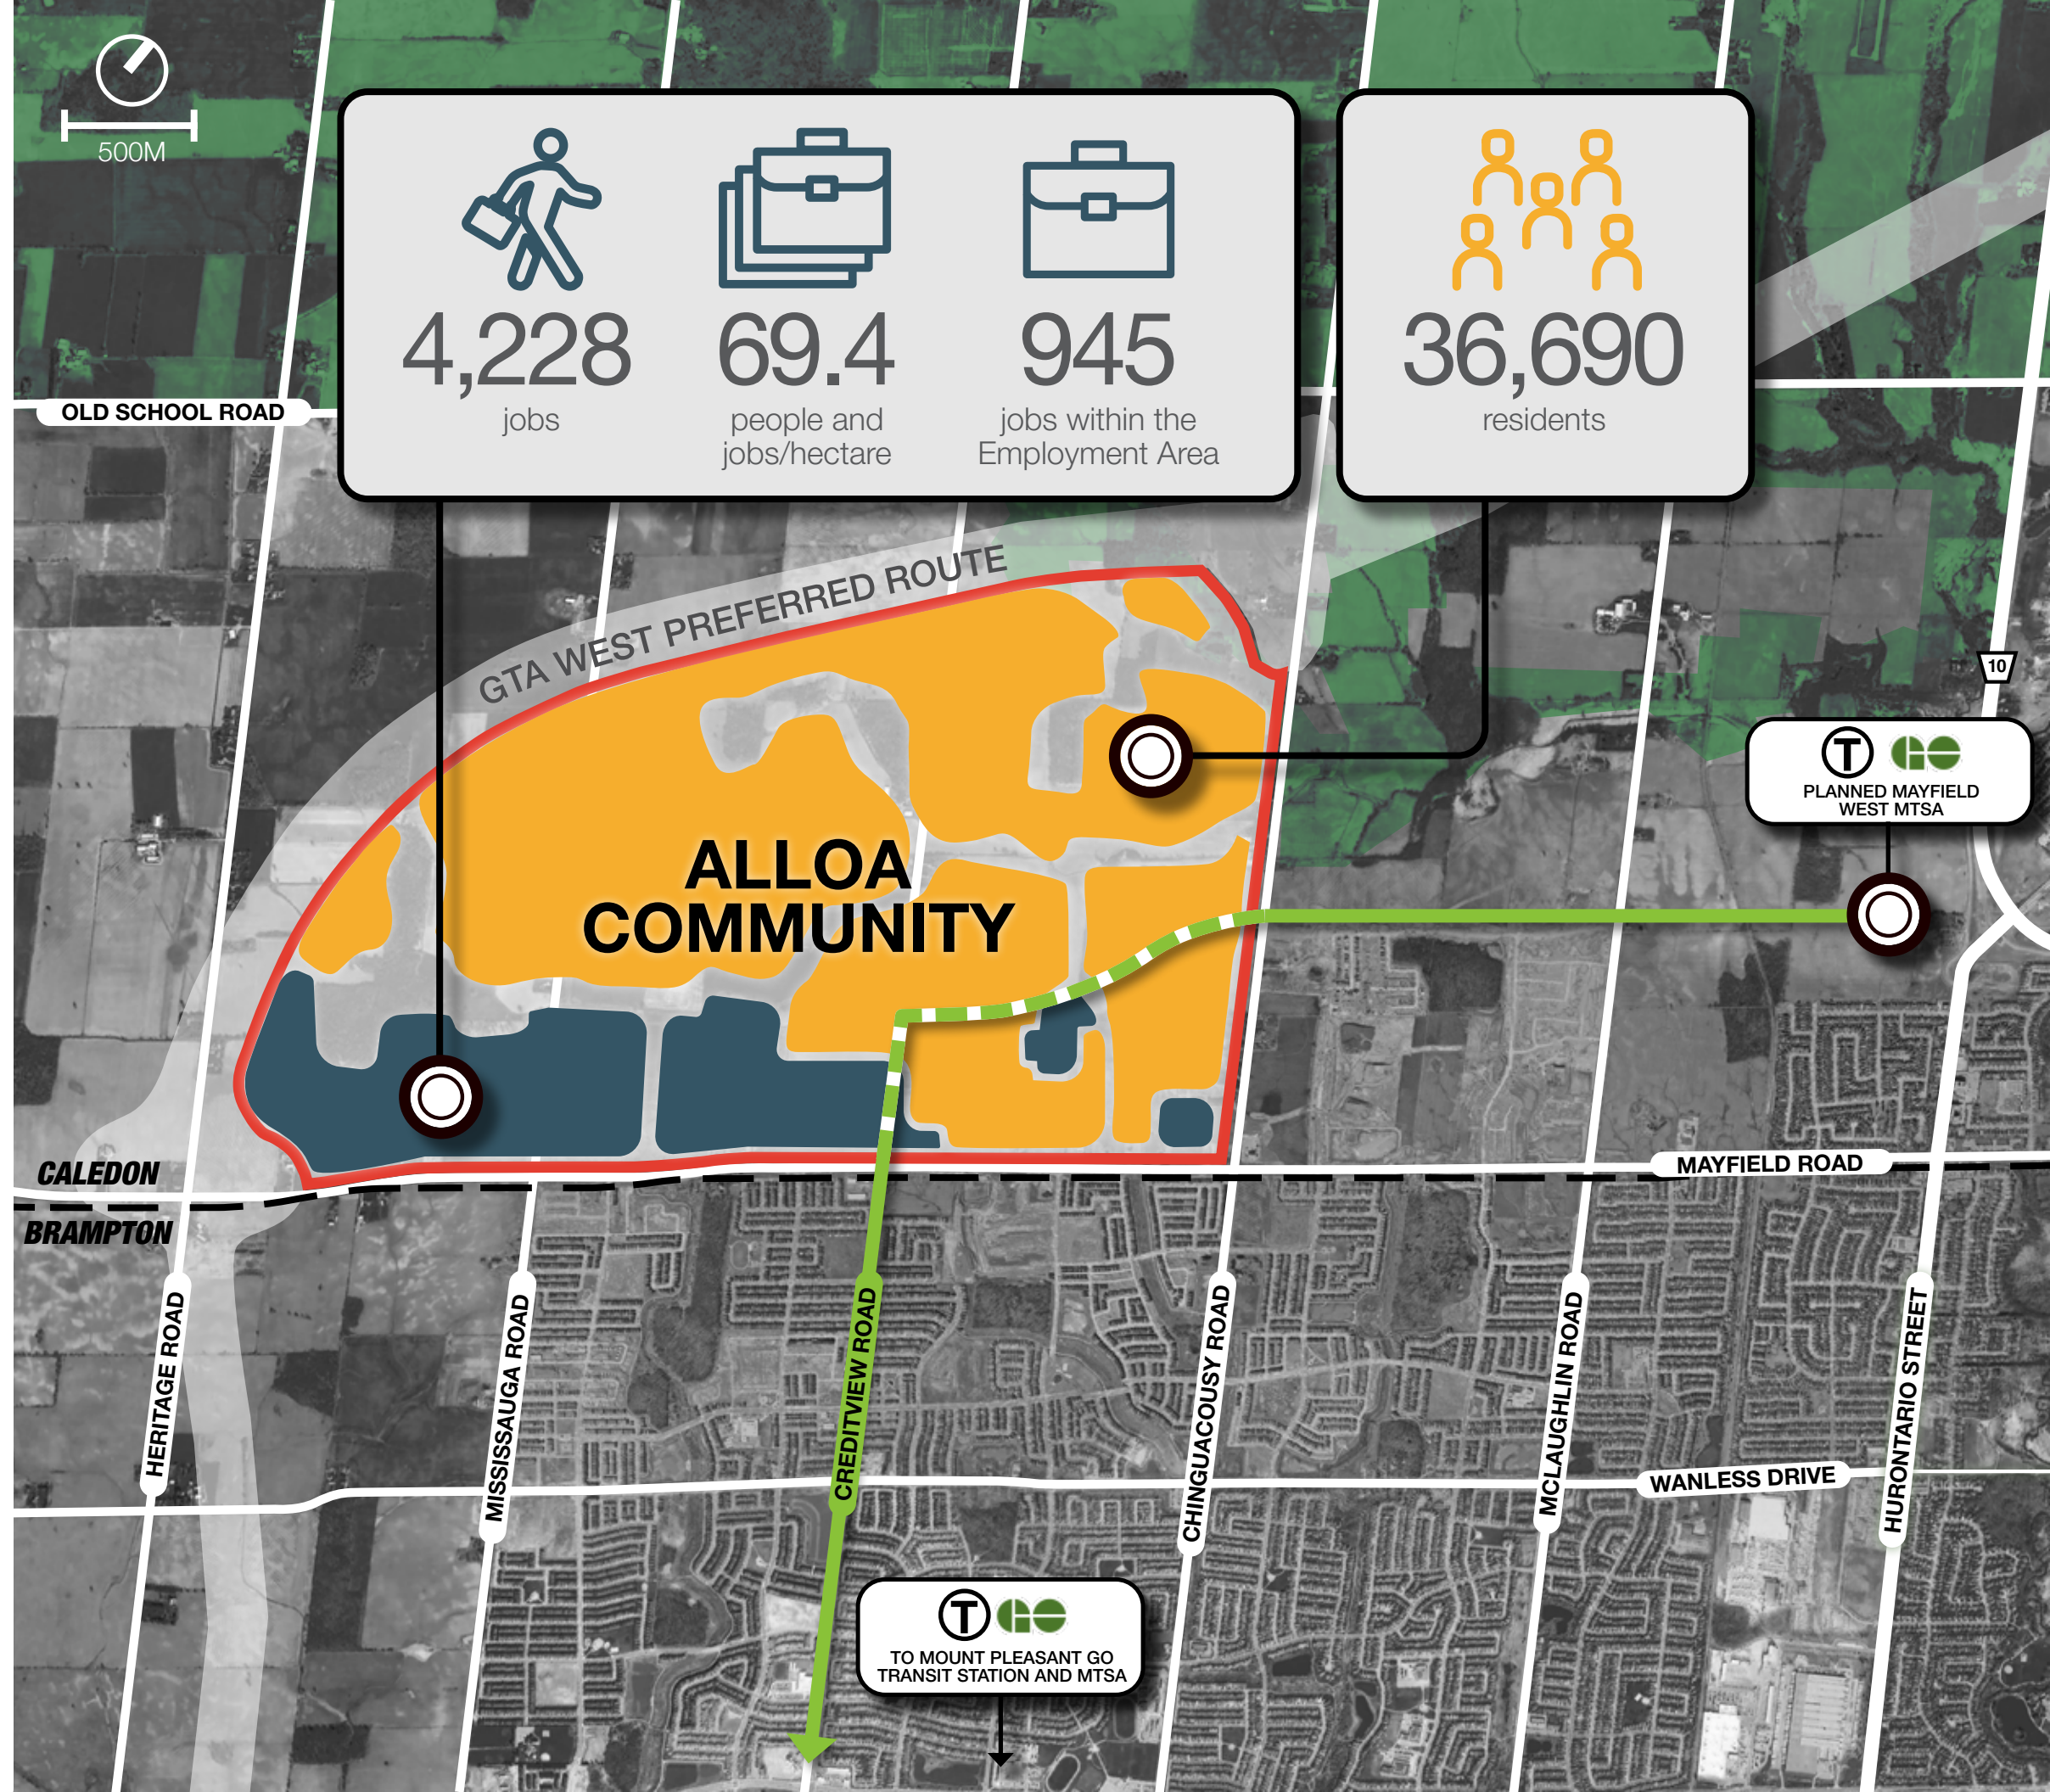 500M
4,228
jobs
69.4
people and
jobs/hectare
945
jobs within the
Employment Area
36,690
residents
OLD SCHOOL ROAD
GTA WEST PREFERRED ROUTE
10
T GO
PLANNED MAYFIELD
WEST MTSA
ALLOA
COMMUNITY
CALEDON
BRAMPTON
MAYFIELD ROAD
HERITAGE ROAD
MISSISSAUGA ROAD
CREDITVIEW ROAD
CHINGUACOUSY ROAD
MCLAUGHLIN ROAD
HURONTARIO STREET
WANLESS DRIVE
T GO
TO MOUNT PLEASANT GO
TRANSIT STATION AND MTSA